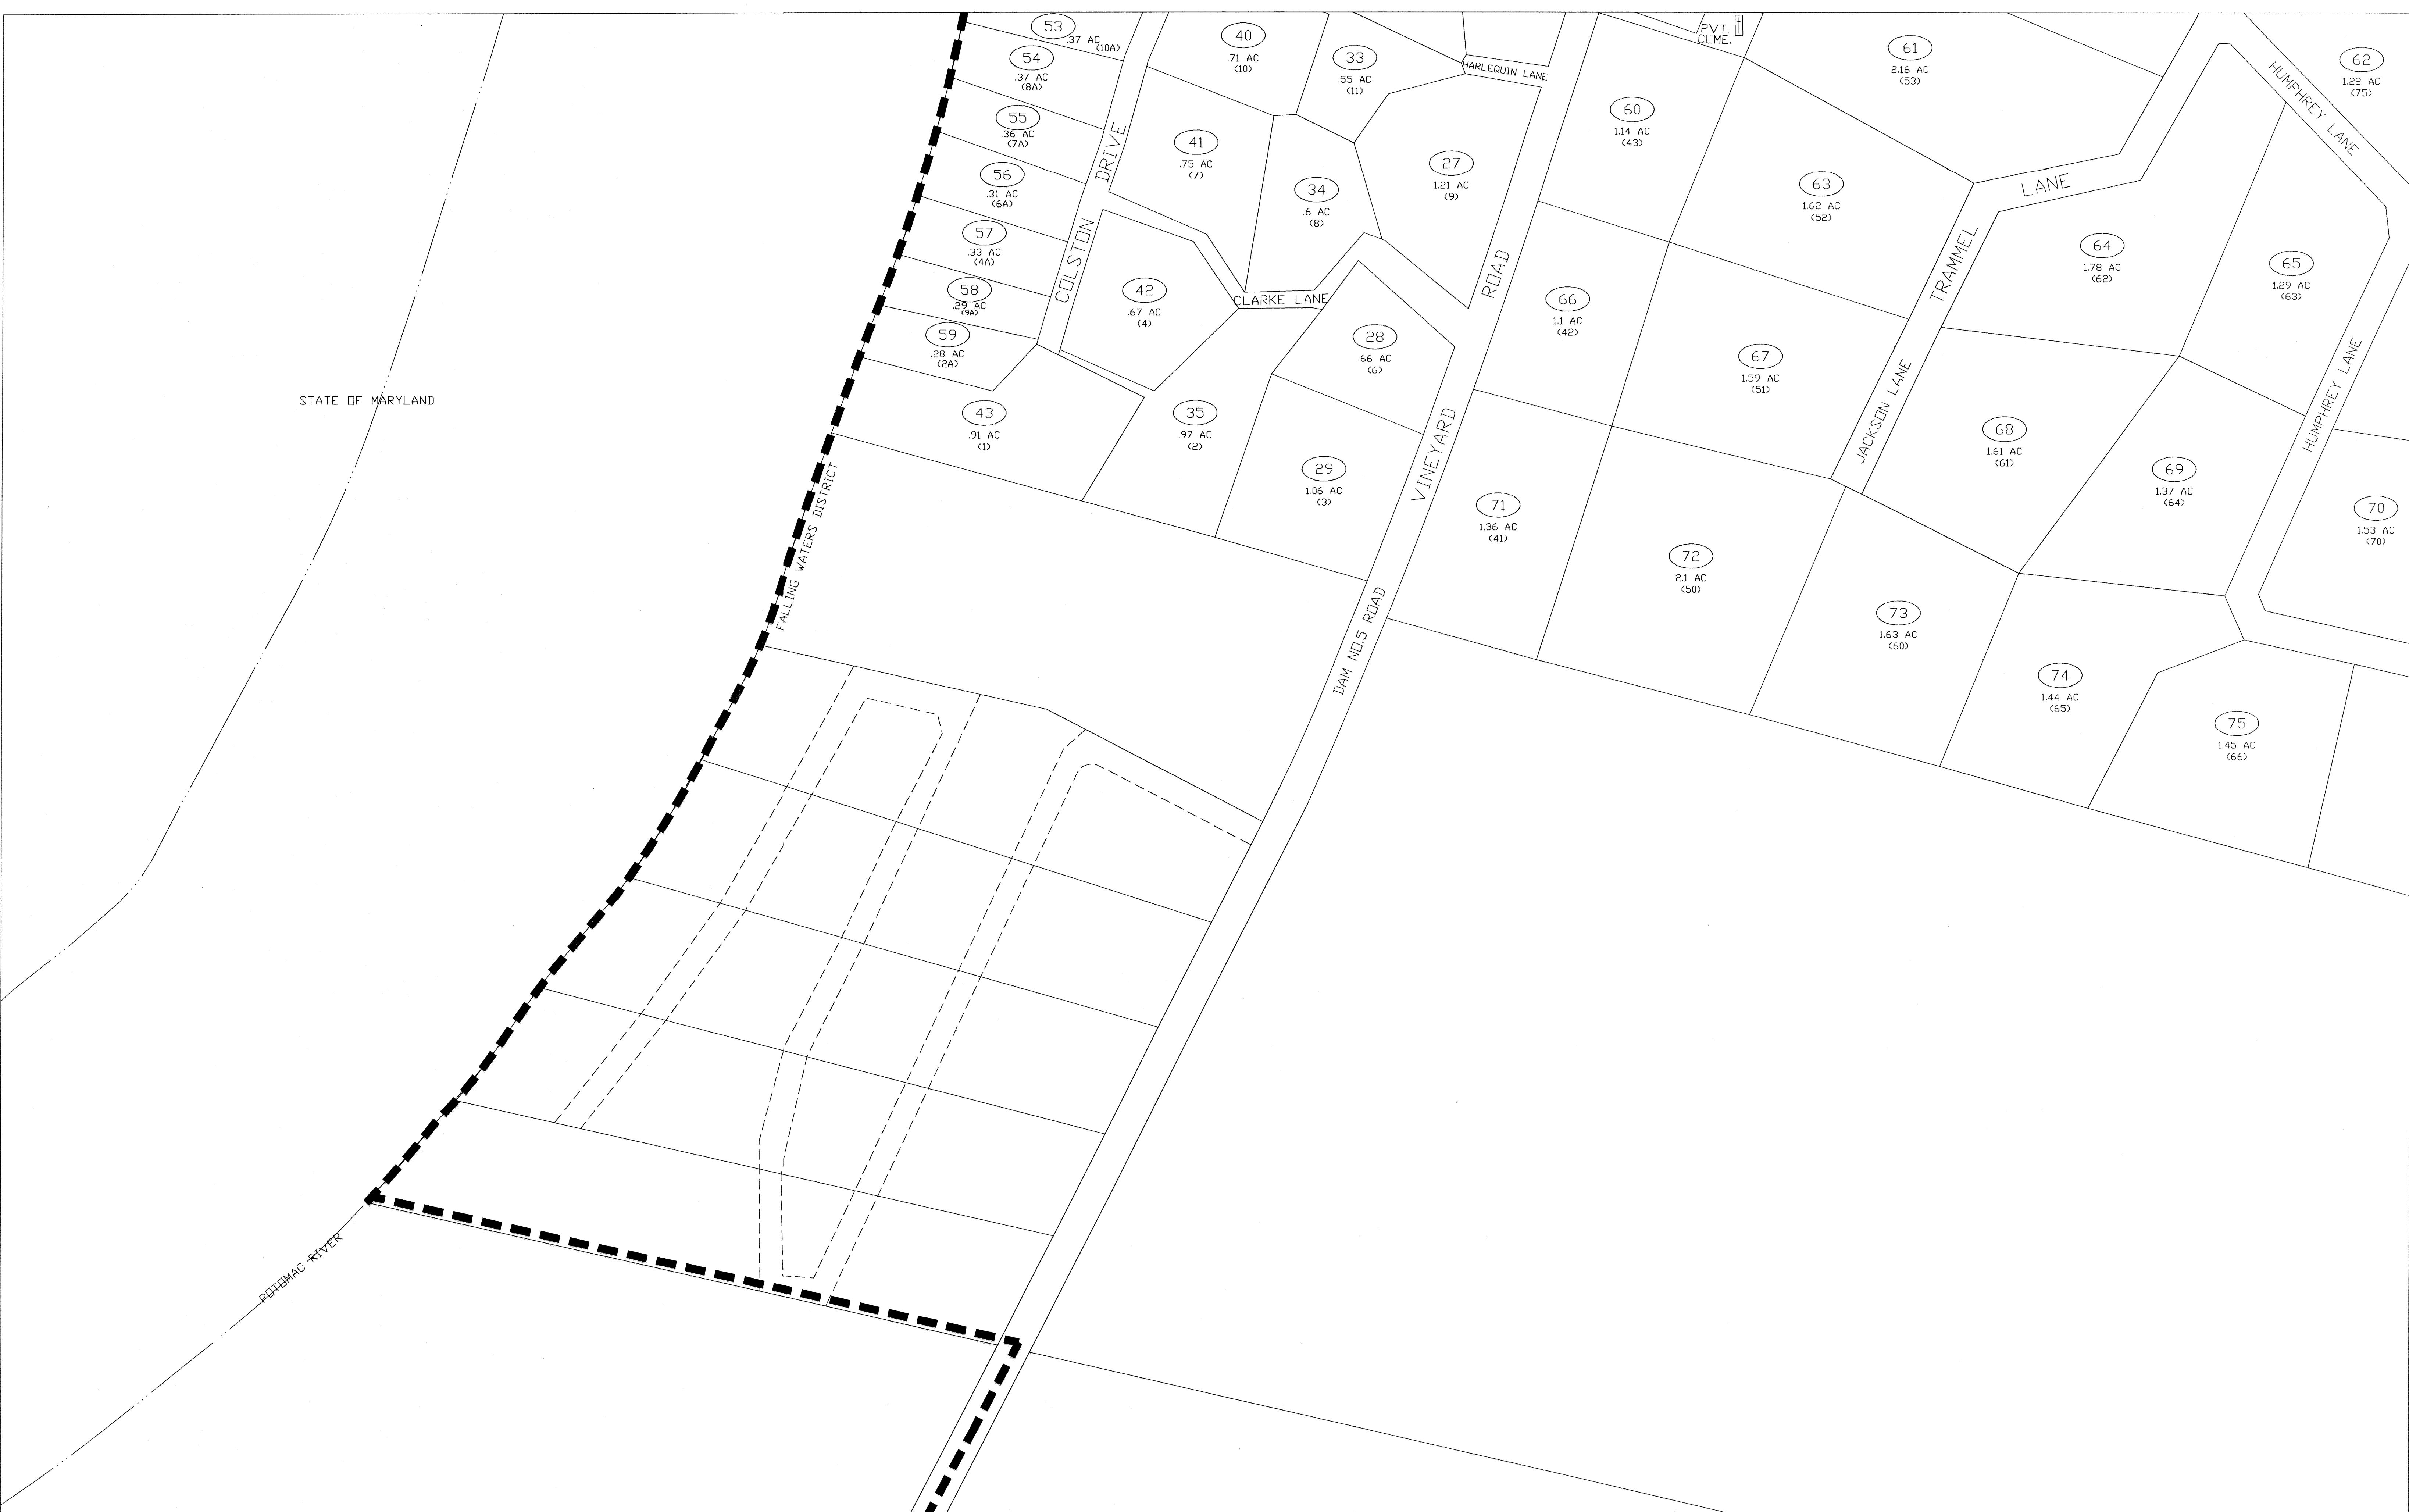 53
.37 AC
(10A)
54
.37 AC
(8A)
55
.36 AC
(7A)
56
.31 AC
(6A)
57
.33 AC
(4A)
58
.29 AC
(9A)
59
.28 AC
(2A)
43
.91 AC
(1)
COLSTON DRIVE
40
.71 AC
(10)
41
.75 AC
(7)
42
.67 AC
(4)
33
.55 AC
(11)
34
.6 AC
(8)
CLARKE LANE
35
.97 AC
(2)
HARLEQUIN LANE
27
1.21 AC
(9)
28
.66 AC
(6)
29
1.06 AC
(3)
VINEYARD ROAD
DAM NO.5 ROAD
PVT.
CEME.
60
1.14 AC
(43)
66
1.1 AC
(42)
71
1.36 AC
(41)
61
2.16 AC
(53)
63
1.62 AC
(52)
67
1.59 AC
(51)
72
2.1 AC
(50)
TRAMMEL LANE
JACKSON LANE
62
1.22 AC
(75)
HUMPHREY LANE
64
1.78 AC
(62)
65
1.29 AC
(63)
68
1.61 AC
(61)
69
1.37 AC
(64)
HUMPHREY LANE
70
1.53 AC
(70)
73
1.63 AC
(60)
74
1.44 AC
(65)
75
1.45 AC
(66)
STATE OF MARYLAND
FALLING WATERS DISTRICT
POTOMAC RIVER